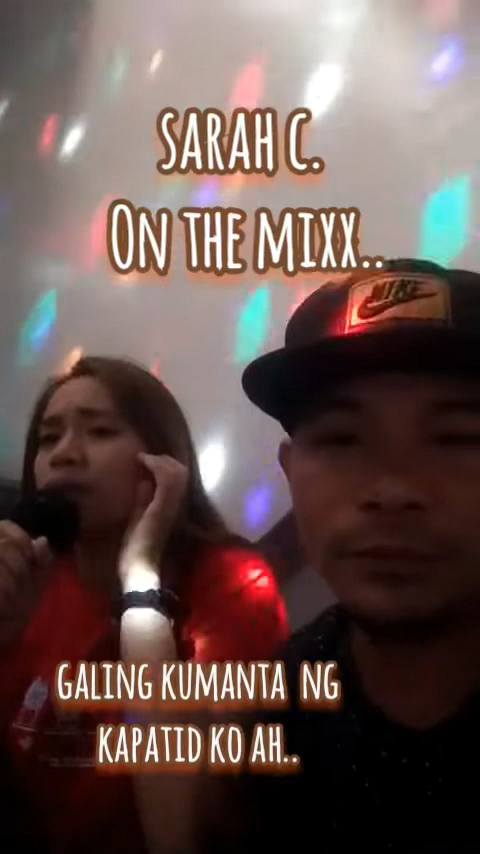 SARAH C.
ON THE MIXX..
NIKE
GALING KUMANTA NG
KAPATID KO AH..